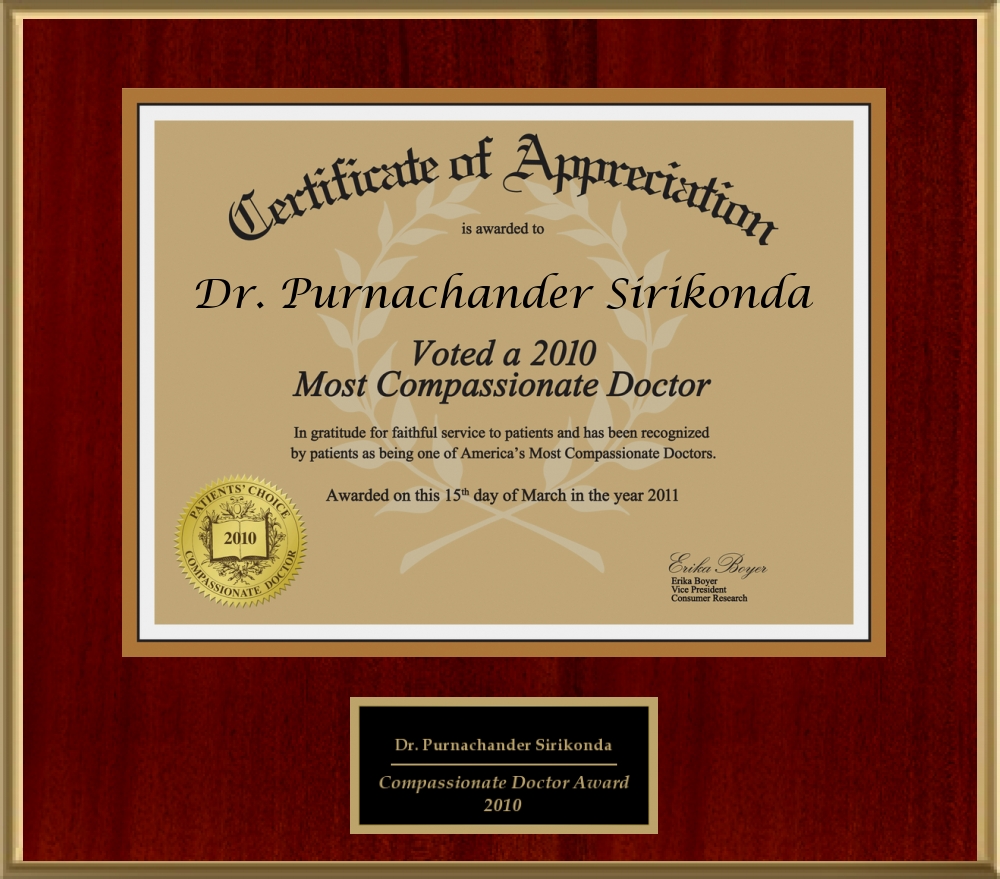 Certificate of Appreciation
is awarded to
Dr. Purnachander Sirikonda
Voted a 2010
Most Compassionate Doctor
In gratitude for faithful service to patients and has been recognized
by patients as being one of America's Most Compassionate Doctors.
Awarded on this 15th day of March in the year 2011
PATIENTS' CHOICE
2010
COMPASSIONATE DOCTOR
Erika Boyer
Erika Boyer
Vice President
Consumer Research
Dr. Purnachander Sirikonda
Compassionate Doctor Award
2010